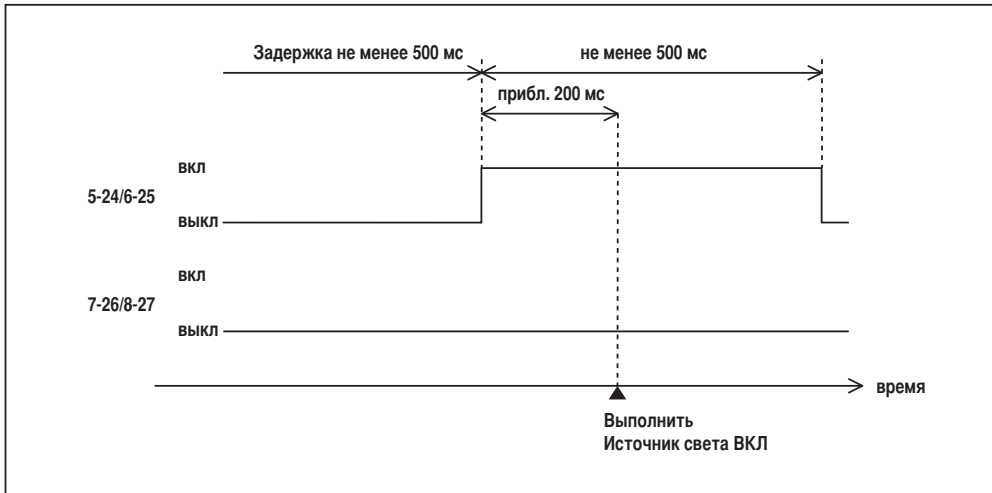 Задержка не менее 500 мс
не менее 500 мс
прибл. 200 мс
вкл
5-24/6-25
выкл
вкл
7-26/8-27
выкл
время
Выполнить
Источник света ВКЛ